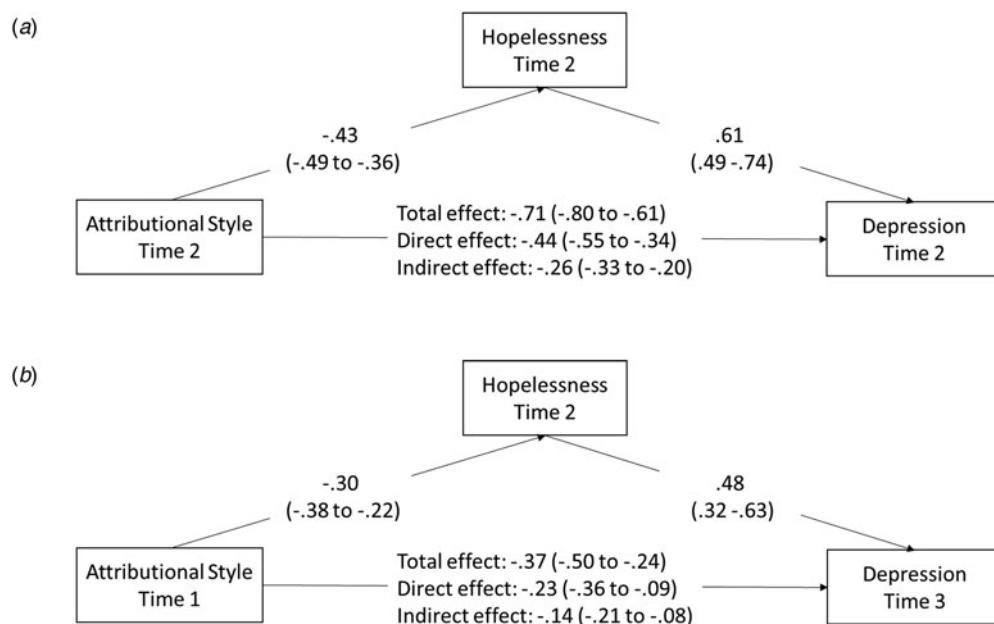 (a)
Hopelessness
Time 2
-.43
(-.49 to -.36)
.61
(.49 -.74)
Attributional Style
Time 2
Total effect: -.71 (-.80 to -.61)
Direct effect: -.44 (-.55 to -.34)
Indirect effect: -.26 (-.33 to -.20)
Depression
Time 2
(b)
Hopelessness
Time 2
-.30
(-.38 to -.22)
.48
(.32 -.63)
Attributional Style
Time 1
Total effect: -.37 (-.50 to -.24)
Direct effect: -.23 (-.36 to -.09)
Indirect effect: -.14 (-.21 to -.08)
Depression
Time 3